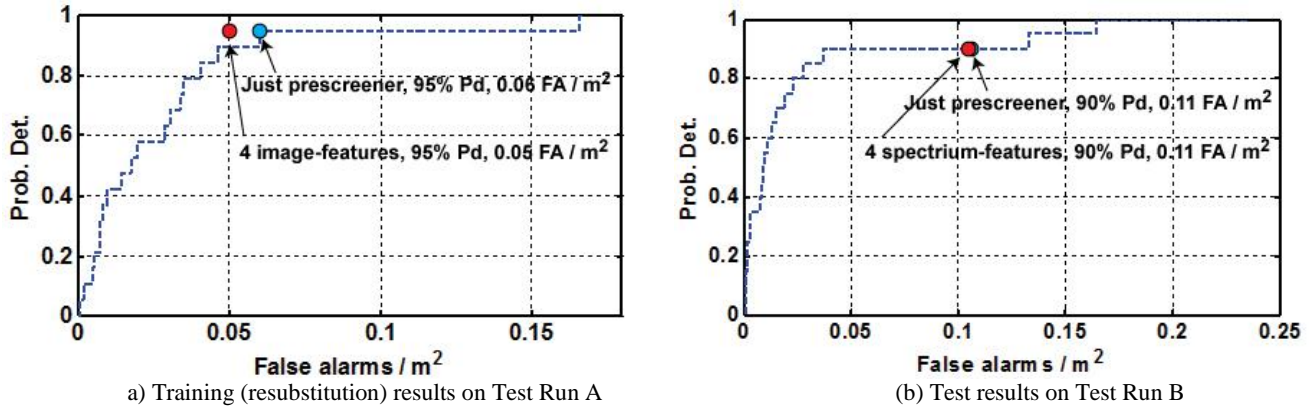 1
0.8
0.6
0.4
0.2
0
Prob. Det.
0
0.05
0.1
0.15
False alarms / m²
Just prescreener, 95% Pd, 0.06 FA / m²
4 image-features, 95% Pd, 0.05 FA / m²
a) Training (resubstitution) results on Test Run A
1
0.8
0.6
0.4
0.2
0
Prob. Det.
0
0.05
0.1
0.15
0.2
0.25
False alarms / m²
Just prescreener, 90% Pd, 0.11 FA / m²
4 spectrum-features, 90% Pd, 0.11 FA / m²
(b) Test results on Test Run B